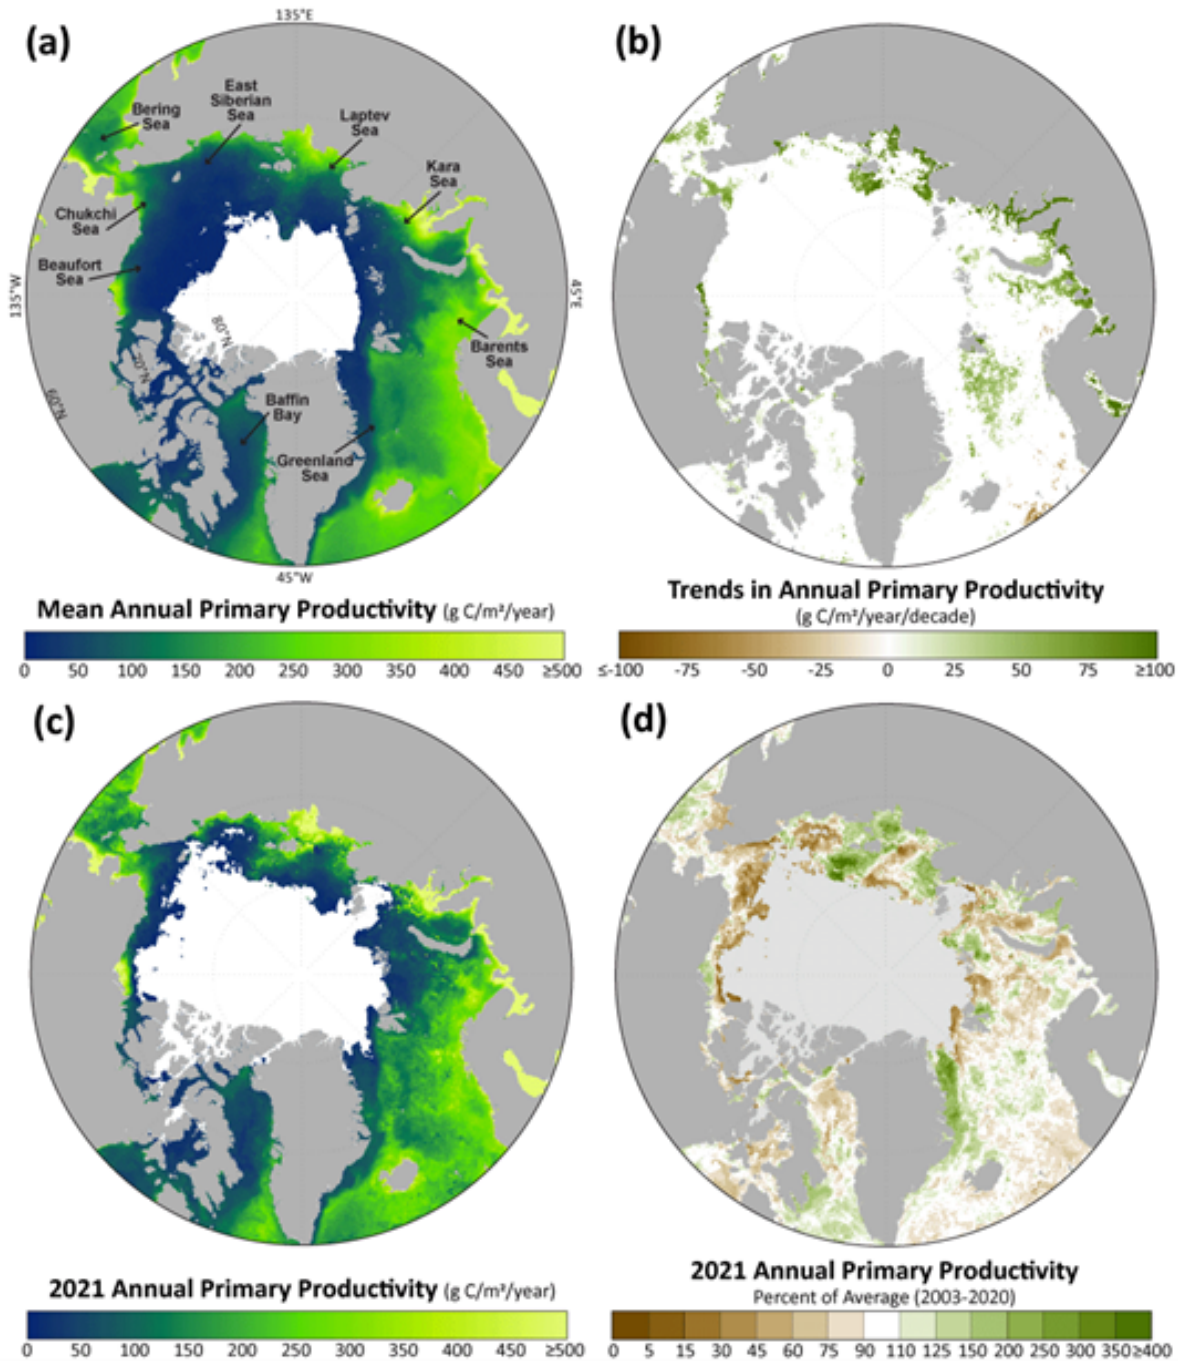 (a)
135°E
Bering
Sea
East
Siberian
Sea
Laptev
Sea
Kara
Sea
Chukchi
Sea
Beaufort
Sea
135°W
45°E
80°N
70°N
60°N
Barents
Sea
Baffin
Bay
Greenland
Sea
45°W
Mean Annual Primary Productivity (g C/m²/year)
0 50 100 150 200 250 300 350 400 450 ≥500
(b)
Trends in Annual Primary Productivity
(g C/m²/year/decade)
≤-100 -75 -50 -25 0 25 50 75 ≥100
(c)
2021 Annual Primary Productivity (g C/m²/year)
0 50 100 150 200 250 300 350 400 450 ≥500
(d)
2021 Annual Primary Productivity
Percent of Average (2003-2020)
0 5 15 30 45 60 75 90 110 125 150 200 250 300 350 ≥400